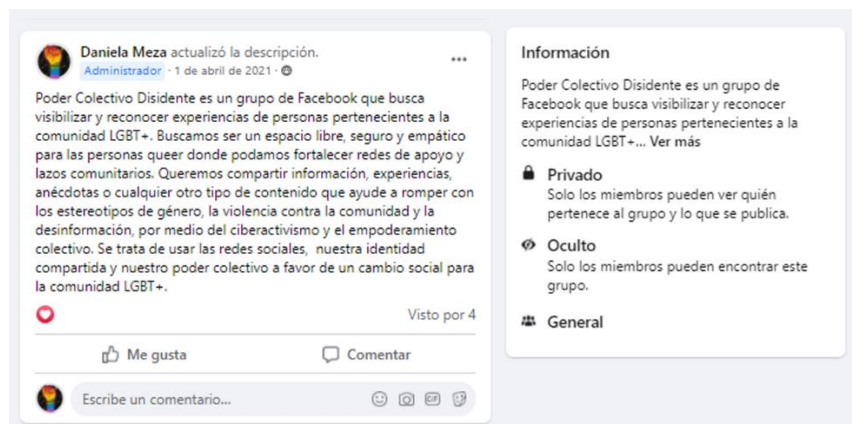 Daniela Meza actualizó la descripción.
Administrador · 1 de abril de 2021 ·
Poder Colectivo Disidente es un grupo de Facebook que busca
visibilizar y reconocer experiencias de personas pertenecientes a la
comunidad LGBT+. Buscamos ser un espacio libre, seguro y empático
para las personas queer donde podamos fortalecer redes de apoyo y
lazos comunitarios. Queremos compartir información, experiencias,
anécdotas o cualquier otro tipo de contenido que ayude a romper con
los estereotipos de género, la violencia contra la comunidad y la
desinformación, por medio del ciberactivismo y el empoderamiento
colectivo. Se trata de usar las redes sociales, nuestra identidad
compartida y nuestro poder colectivo a favor de un cambio social para
la comunidad LGBT+.
Visto por 4
Me gusta
Comentar
Escribe un comentario...
GIF
Información
Poder Colectivo Disidente es un grupo de
Facebook que busca visibilizar y reconocer
experiencias de personas pertenecientes a la
comunidad LGBT+... Ver más
Privado
Solo los miembros pueden ver quién
pertenece al grupo y lo que se publica.
Oculto
Solo los miembros pueden encontrar este
grupo.
General